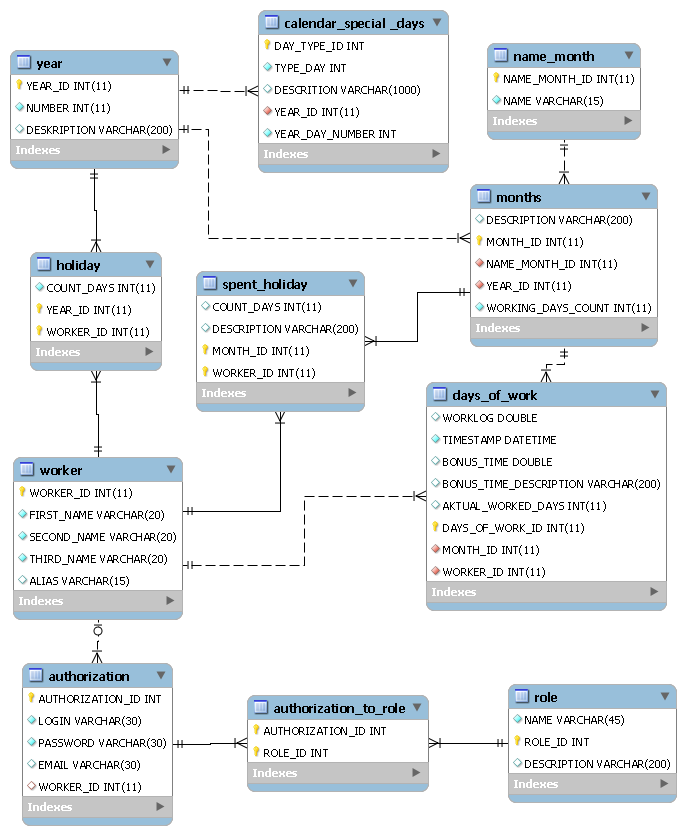 year
YEAR_ID INT(11)
NUMBER INT(11)
DESKRIPTION VARCHAR(200)
Indexes
calendar_special _days
DAY_TYPE_ID INT
TYPE_DAY INT
DESCRITION VARCHAR(1000)
YEAR_ID INT(11)
YEAR_DAY_NUMBER INT
Indexes
name_month
NAME_MONTH_ID INT(11)
NAME VARCHAR(15)
Indexes
months
DESCRIPTION VARCHAR(200)
MONTH_ID INT(11)
NAME_MONTH_ID INT(11)
YEAR_ID INT(11)
WORKING_DAYS_COUNT INT(11)
Indexes
holiday
COUNT_DAYS INT(11)
YEAR_ID INT(11)
WORKER_ID INT(11)
Indexes
spent_holiday
COUNT_DAYS INT(11)
DESCRIPTION VARCHAR(200)
MONTH_ID INT(11)
WORKER_ID INT(11)
Indexes
days_of_work
WORKLOG DOUBLE
TIMESTAMP DATETIME
BONUS_TIME DOUBLE
BONUS_TIME_DESCRIPTION VARCHAR(200)
AKTUAL_WORKED_DAYS INT(11)
DAYS_OF_WORK_ID INT(11)
MONTH_ID INT(11)
WORKER_ID INT(11)
Indexes
worker
WORKER_ID INT(11)
FIRST_NAME VARCHAR(20)
SECOND_NAME VARCHAR(20)
THIRD_NAME VARCHAR(20)
ALIAS VARCHAR(15)
Indexes
authorization
AUTHORIZATION_ID INT
LOGIN VARCHAR(30)
PASSWORD VARCHAR(30)
EMAIL VARCHAR(30)
WORKER_ID INT(11)
Indexes
authorization_to_role
AUTHORIZATION_ID INT
ROLE_ID INT
Indexes
role
NAME VARCHAR(45)
ROLE_ID INT
DESCRIPTION VARCHAR(200)
Indexes